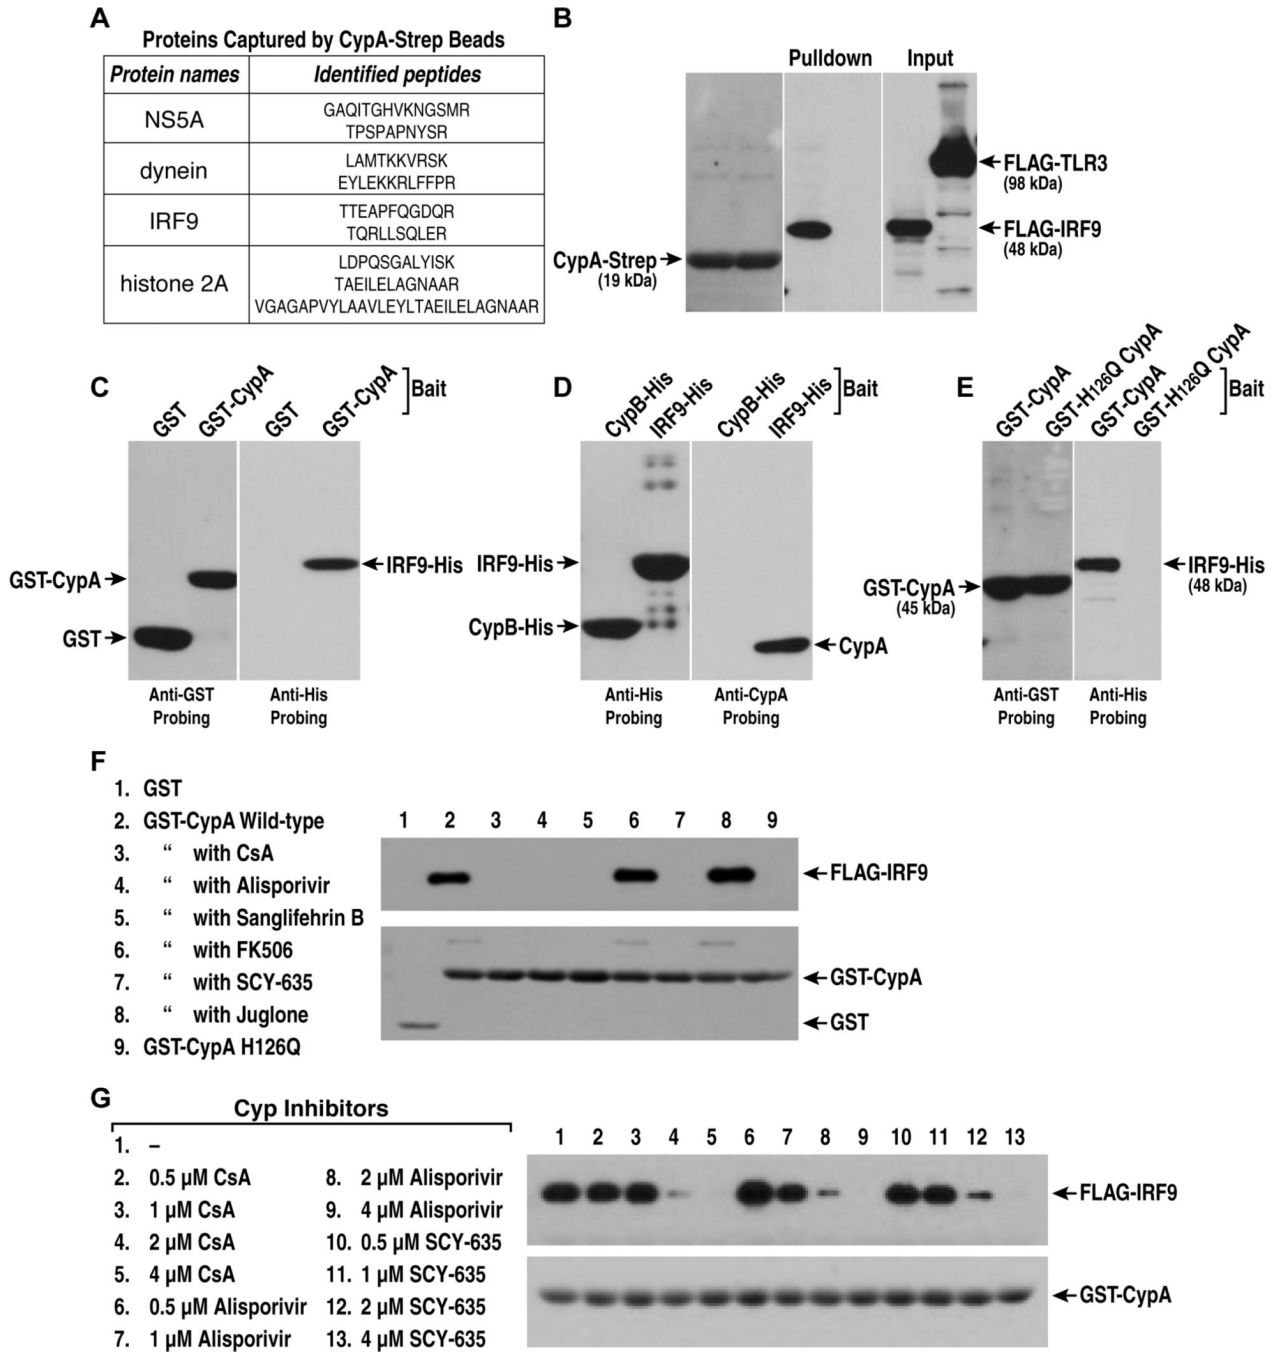 A
Proteins Captured by CypA-Strep Beads
Protein names Identified peptides
NS5A
GAQITGHVKNGSMR
TPSPAPNYSR
dynein
LAMTKKVRSK
EYLEKKRLFFPR
IRF9
TTEAPFQGDQR
TQRLLSQLER
histone 2A
LDPQSGALYISK
TAEILELAGNAAR
VGAGAPVYLAAVLEYLTAEILELAGNAAR
B
Pulldown Input
FLAG-TLR3
(98 kDa)
FLAG-IRF9
(48 kDa)
CypA-Strep
(19 kDa)
C
GST
GST-CypA
GST
GST-CypA
Bait
GST-CypA
GST
IRF9-His
Anti-GST
Probing
Anti-His
Probing
D
CypB-His
IRF9-His
CypB-His
IRF9-His
Bait
IRF9-His
CypB-His
CypA
Anti-His
Probing
Anti-CypA
Probing
E
GST-CypA
GST-H126Q CypA
GST-CypA
GST-H126Q CypA
Bait
GST-CypA
(45 kDa)
IRF9-His
(48 kDa)
Anti-GST
Probing
Anti-His
Probing
F
1. GST
2. GST-CypA Wild-type
3. “ with CsA
4. “ with Alisporivir
5. “ with Sanglifehrin B
6. “ with FK506
7. “ with SCY-635
8. “ with Juglone
9. GST-CypA H126Q
1 2 3 4 5 6 7 8 9
FLAG-IRF9
GST-CypA
GST
G
Cyp Inhibitors
1. –
2. 0.5 µM CsA
3. 1 µM CsA
4. 2 µM CsA
5. 4 µM CsA
6. 0.5 µM Alisporivir
7. 1 µM Alisporivir
8. 2 µM Alisporivir
9. 4 µM Alisporivir
10. 0.5 µM SCY-635
11. 1 µM SCY-635
12. 2 µM SCY-635
13. 4 µM SCY-635
1 2 3 4 5 6 7 8 9 10 11 12 13
FLAG-IRF9
GST-CypA